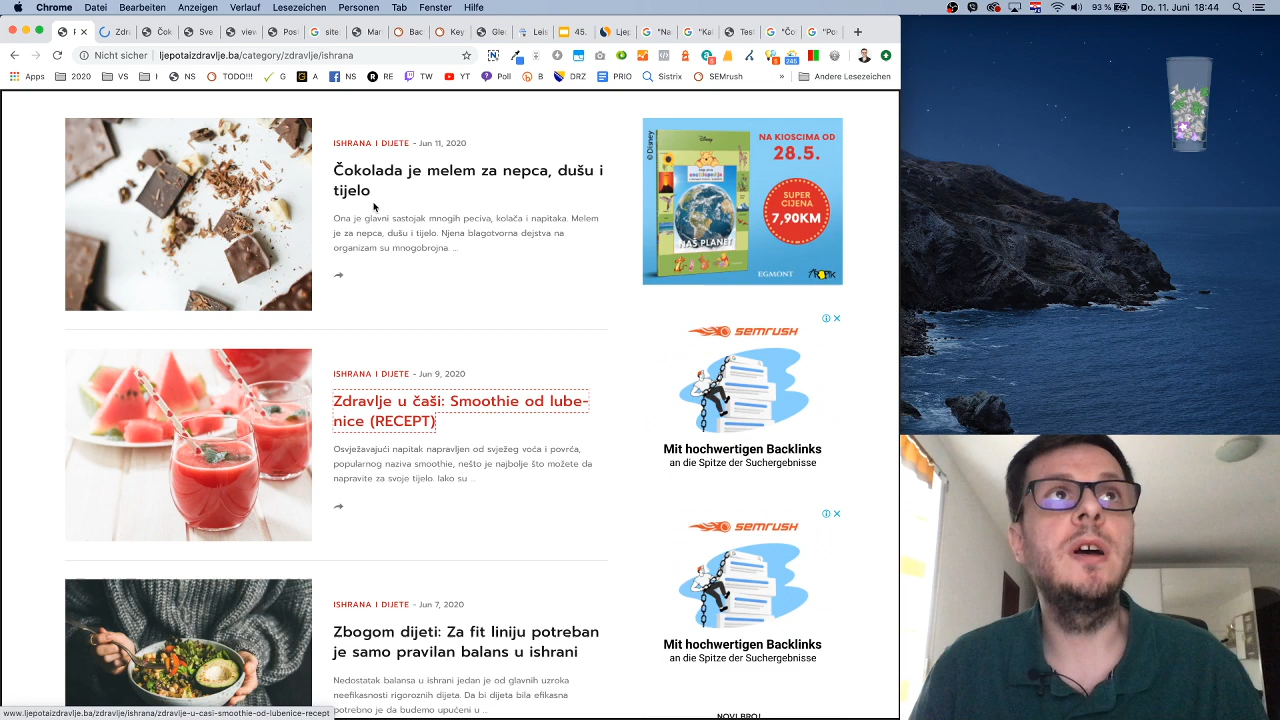 Chrome Datei Bearbeiten Anzeigen Verlauf Lesezeichen Personen Tab Fenster Hilfe
93 % Do. 11. Juni 18:44
Nicht sicher | ljepotaizdravlje.ba/category/zdravlje/ishrana
Apps 2020 VS I NS TODO!!! G FA NS RE TW YT Poll B DRZ PRIO Sistrix SEMrush » Andere Lesezeichen
ISHRANA I DIJETE - Jun 11, 2020
Čokolada je melem za nepca, dušu i
tijelo
Ona je glavni sastojak mnogih peciva, kolača i napitaka. Melem
je za nepca, dušu i tijelo. Njena blagotvorna dejstva na
organizam su mnogobrojna. ...
ISHRANA I DIJETE - Jun 9, 2020
Zdravlje u čaši: Smoothie od lube-
nice (RECEPT)
Osvježavajući napitak napravljen od svježeg voća i povrća,
popularnog naziva smoothie, nešto je najbolje što možete da
napravite za svoje tijelo. Iako su ...
ISHRANA I DIJETE - Jun 7, 2020
Zbogom dijeti: Za fit liniju potreban
je samo pravilan balans u ishrani
Nedostatak balansa u ishrani jedan je od glavnih uzroka
neefikasnosti rigoroznih dijeta. Da bi dijeta bila efikasna
potrebno je da budemo upućeni u ...
© Disney
Disney
NAŠ PLANET
NA KIOSCIMA OD
28.5.
SUPER
CIJENA
7,90KM
EGMONT
SEMRUSH
Mit hochwertigen Backlinks
an die Spitze der Suchergebnisse
SEMRUSH
Mit hochwertigen Backlinks
an die Spitze der Suchergebnisse
NOVI BROJ
www.ljepotaizdravlje.ba/zdravlje/ishrana/zdravlje-u-casi-smoothie-od-lubenice-recept